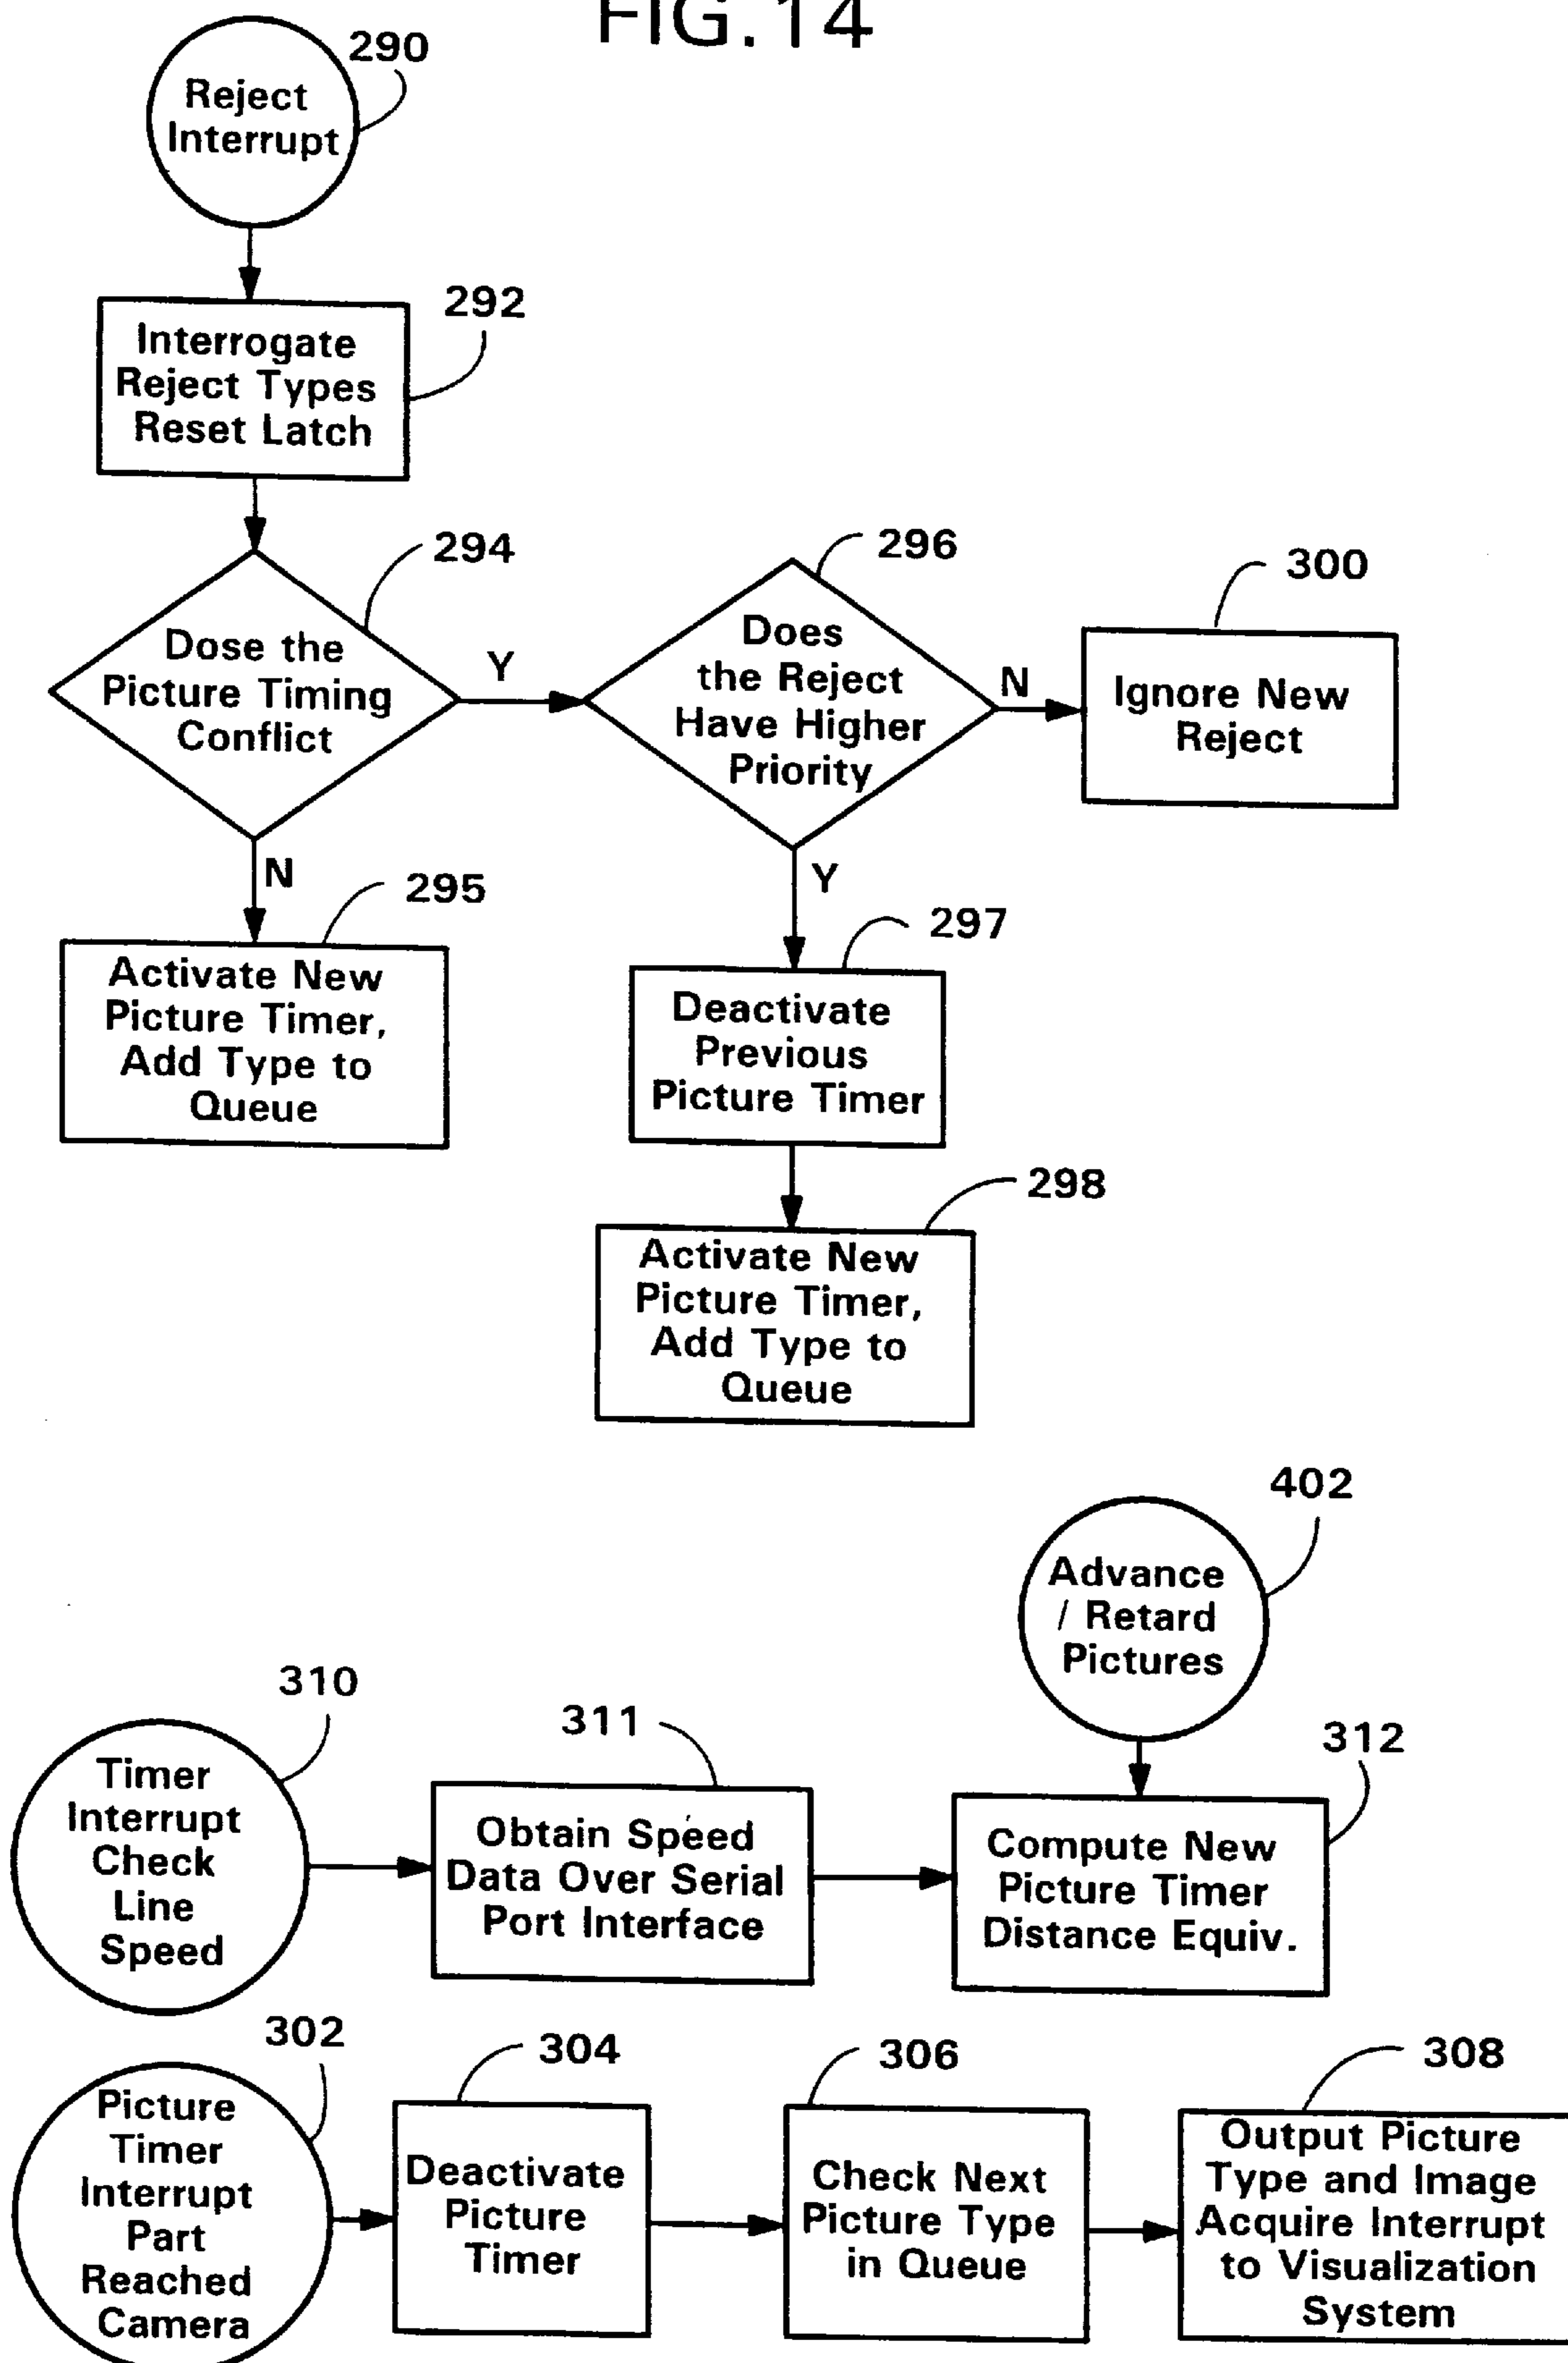 FIG.14
290
Reject
Interrupt
292
Interrogate
Reject Types
Reset Latch
294
Dose the
Picture Timing
Conflict
Y
N
296
Does
the Reject
Have Higher
Priority
N
Y
300
Ignore New
Reject
295
Activate New
Picture Timer,
Add Type to
Queue
297
Deactivate
Previous
Picture Timer
298
Activate New
Picture Timer,
Add Type to
Queue
402
Advance
/ Retard
Pictures
310
Timer
Interrupt
Check
Line
Speed
311
Obtain Speed
Data Over Serial
Port Interface
312
Compute New
Picture Timer
Distance Equiv.
302
Picture
Timer
Interrupt
Part
Reached
Camera
304
Deactivate
Picture
Timer
306
Check Next
Picture Type
in Queue
308
Output Picture
Type and Image
Acquire Interrupt
to Visualization
System